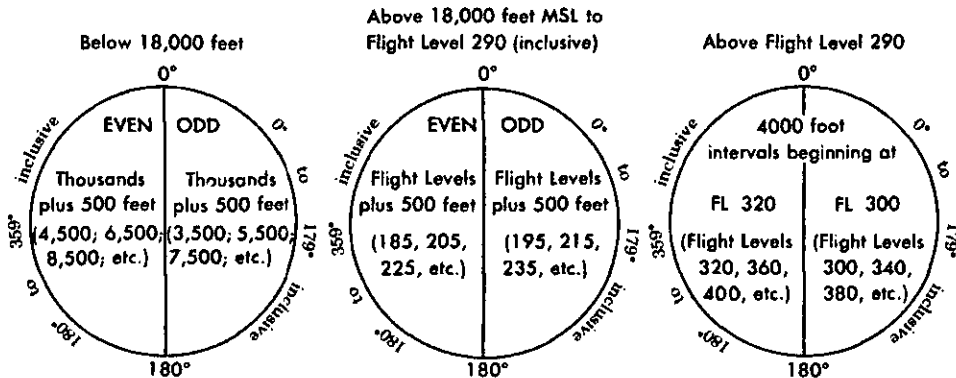 Below 18,000 feet
0°
EVEN ODD
Thousands plus 500 feet
(4,500; 6,500; 8,500; etc.)
Thousands plus 500 feet
(3,500; 5,500; 7,500; etc.)
0° to 179° inclusive
180° to 359° inclusive
180°
Above 18,000 feet MSL to
Flight Level 290 (inclusive)
0°
EVEN ODD
Flight Levels plus 500 feet
(185, 205, 225, etc.)
Flight Levels plus 500 feet
(195, 215, 235, etc.)
0° to 179° inclusive
180° to 359° inclusive
180°
Above Flight Level 290
0°
4000 foot
intervals beginning at
FL 320
(Flight Levels 320, 360, 400, etc.)
FL 300
(Flight Levels 300, 340, 380, etc.)
0° to 179° inclusive
180° to 359° inclusive
180°